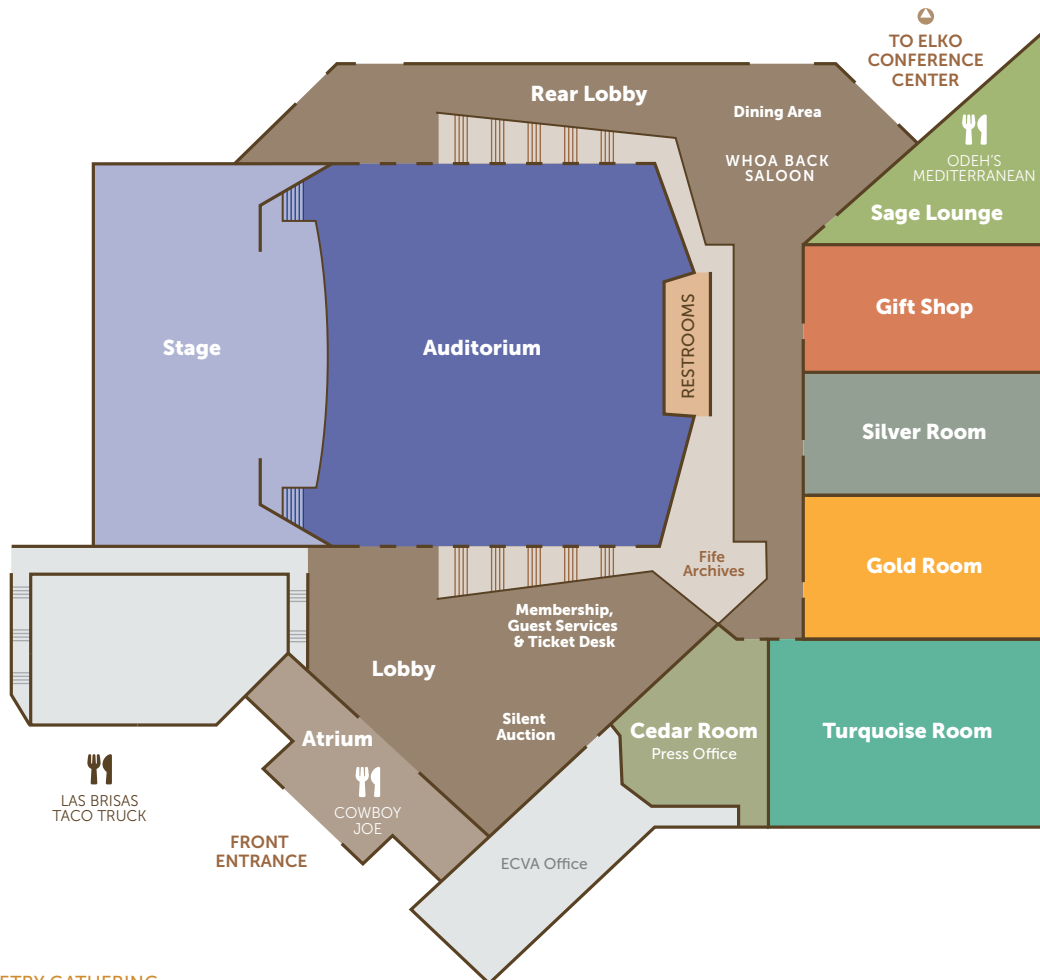 TO ELKO
CONFERENCE
CENTER
Rear Lobby
Dining Area
WHOA BACK
SALOON
ODEH'S
MEDITERRANEAN
Sage Lounge
Gift Shop
Stage
Auditorium
RESTROOMS
Silver Room
Gold Room
Fife
Archives
Membership,
Guest Services
& Ticket Desk
Lobby
Silent
Auction
Cedar Room
Press Office
Turquoise Room
Atrium
COWBOY
JOE
LAS BRISAS
TACO TRUCK
FRONT
ENTRANCE
ECVA Office
ETRY GATHERING